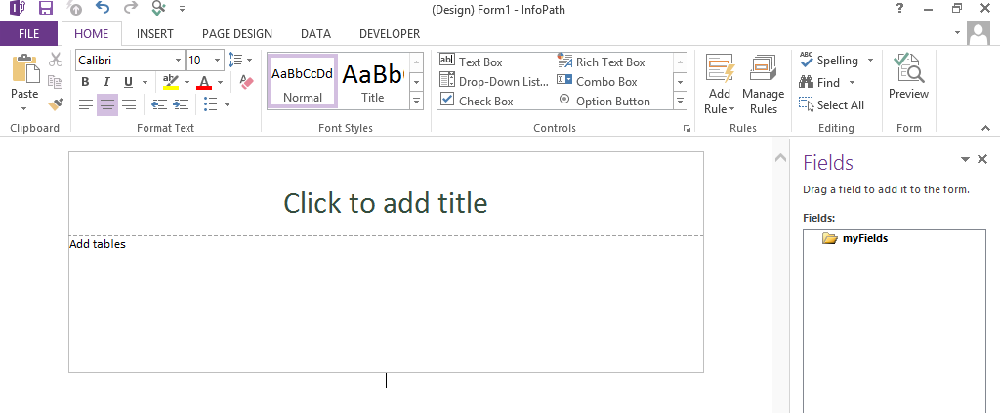 (Design) Form1 - InfoPath
?
FILE HOME INSERT PAGE DESIGN DATA DEVELOPER
Calibri 10 AaBbCcDd AaBb Text Box Rich Text Box ABC Spelling
Paste B I U ab A Normal Title Drop-Down List... Combo Box Add Rule Manage Rules Find Preview
Check Box Option Button Select All
Clipboard Format Text Font Styles Controls Rules Editing Form
Fields
Click to add title Drag a field to add it to the form.
Fields:
Add tables myFields